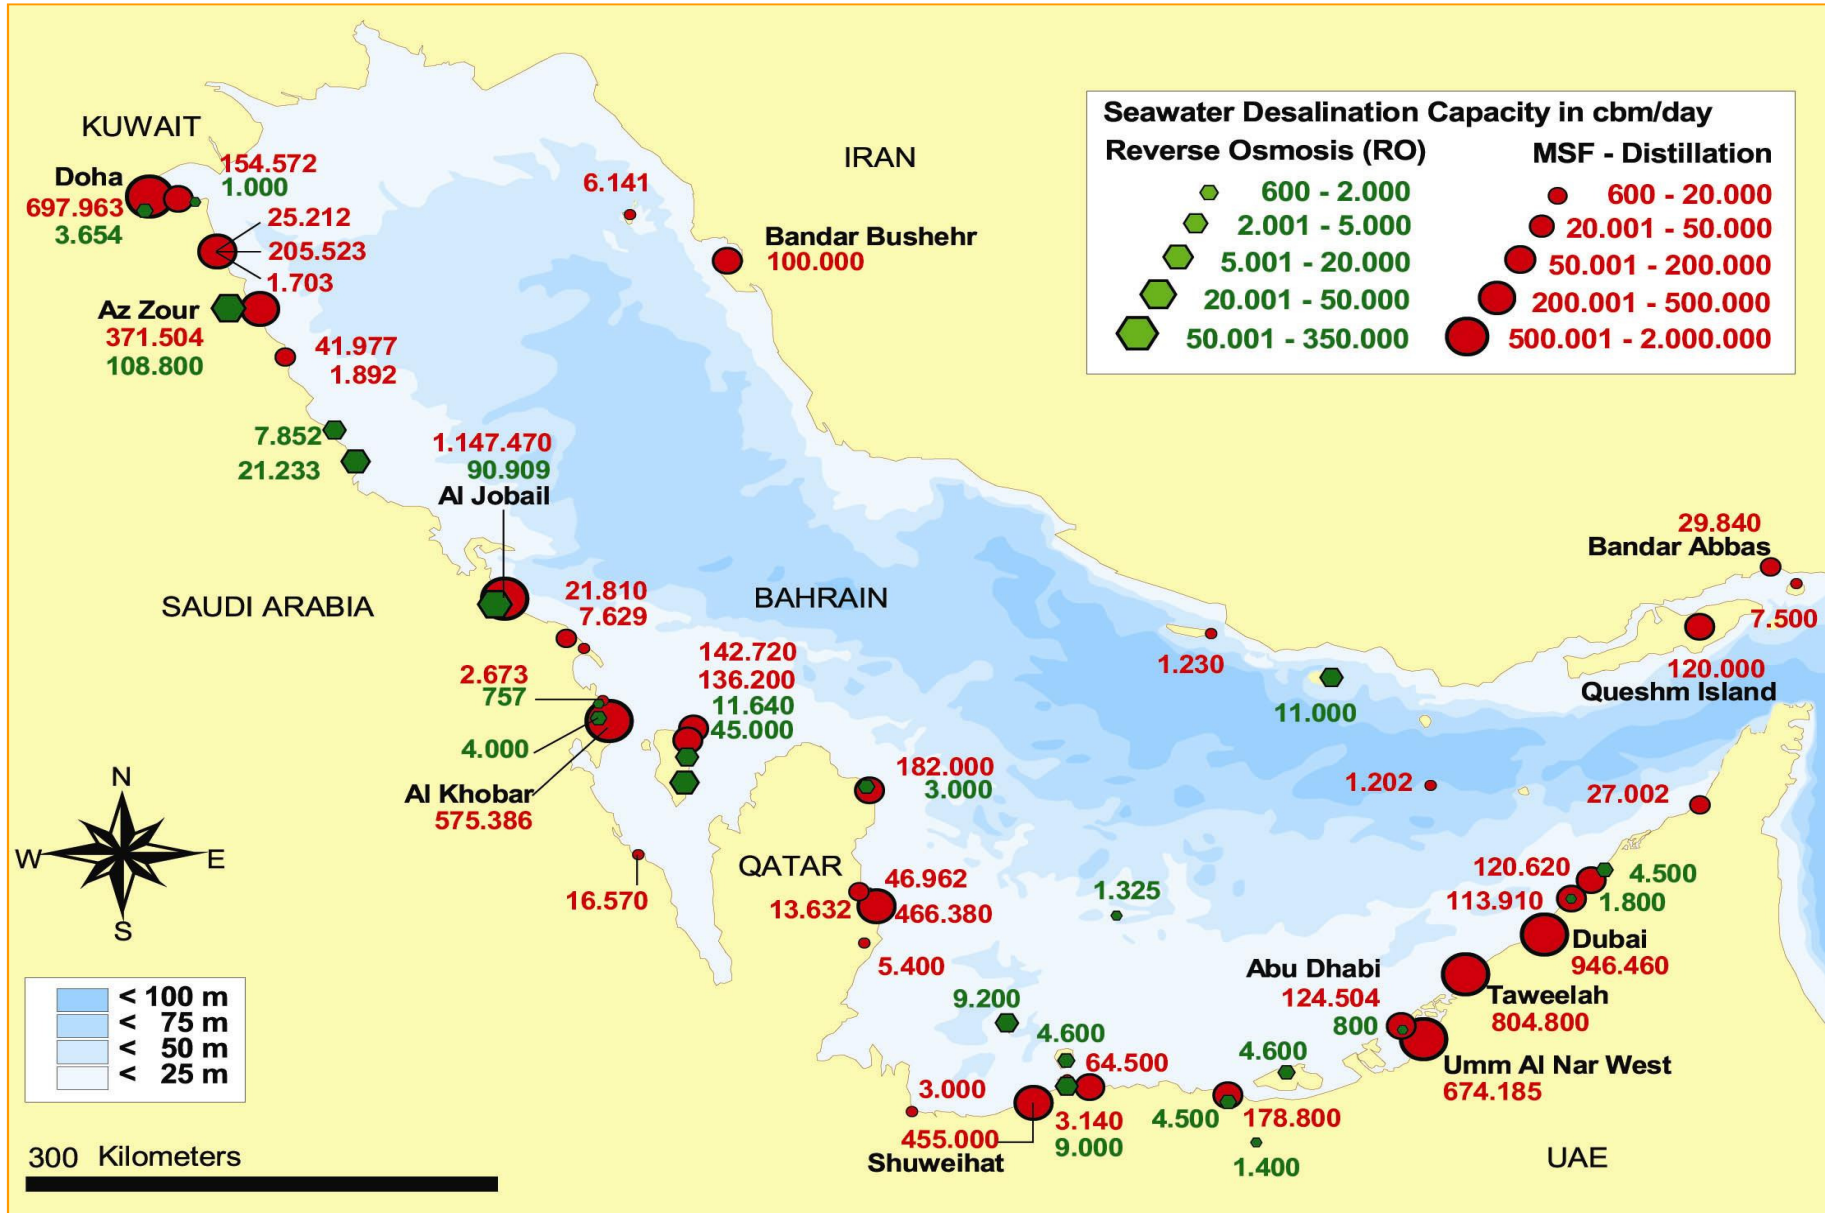 KUWAIT
Doha
697.963
3.654
154.572
1.000
25.212
205.523
1.703
Az Zour
371.504
108.800
41.977
1.892
7.852
21.233
1.147.470
90.909
Al Jobail
SAUDI ARABIA
21.810
7.629
2.673
757
4.000
Al Khobar
575.386
16.570
BAHRAIN
142.720
136.200
11.640
45.000
QATAR
182.000
3.000
46.962
13.632
466.380
5.400
6.141
IRAN
Bandar Bushehr
100.000
Seawater Desalination Capacity in cbm/day
Reverse Osmosis (RO)
600 - 2.000
2.001 - 5.000
5.001 - 20.000
20.001 - 50.000
50.001 - 350.000
MSF - Distillation
600 - 20.000
20.001 - 50.000
50.001 - 200.000
200.001 - 500.000
500.001 - 2.000.000
29.840
Bandar Abbas
7.500
120.000
Queshm Island
1.230
11.000
1.202
27.002
1.325
120.620
4.500
113.910
1.800
Dubai
946.460
Taweelah
804.800
Abu Dhabi
124.504
800
Umm Al Nar West
674.185
9.200
4.600
64.500
4.600
3.000
455.000
Shuweihat
3.140
9.000
4.500
178.800
1.400
UAE
N
W
E
S
< 100 m
< 75 m
< 50 m
< 25 m
300 Kilometers